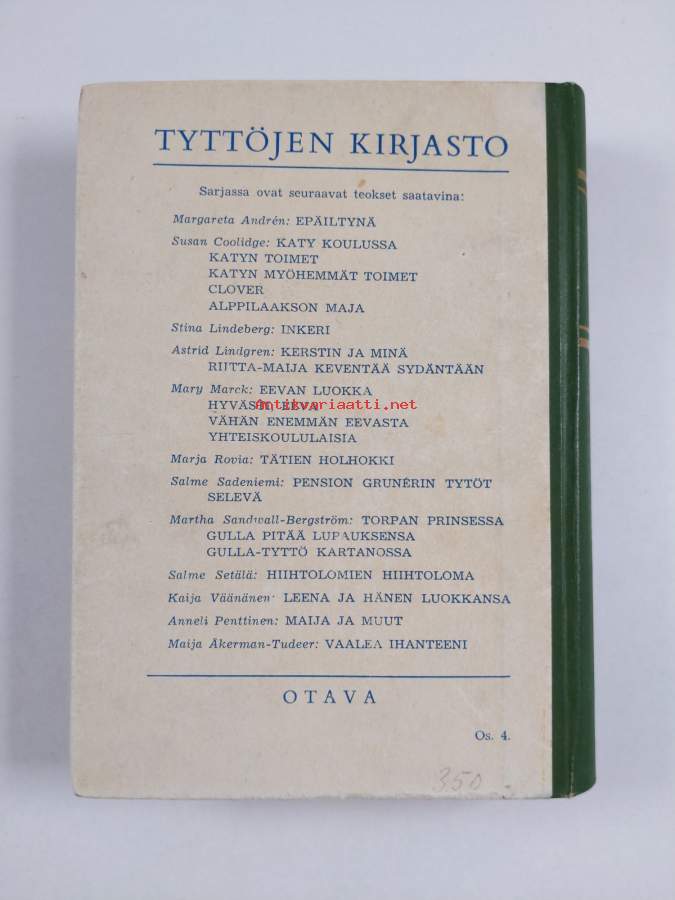 TYTTÖJEN KIRJASTO
Sarjassa ovat seuraavat teokset saatavina:
Margareta Andrén: EPÄILTYNÄ
Susan Coolidge: KATY KOULUSSA
KATYN TOIMET
KATYN MYÖHEMMÄT TOIMET
CLOVER
ALPPILAAKSON MAJA
Stina Lindeberg: INKERI
Astrid Lindgren: KERSTIN JA MINÄ
RIITTA-MAIJA KEVENTÄÄ SYDÄNTÄÄN
Mary Marck: EEVAN LUOKKA
HYVÄSTI, EEVA
Antikvariaatti.net
VÄHÄN ENEMMÄN EEVASTA
YHTEISKOULULAISIA
Marja Rovia: TÄTIEN HOLHOKKI
Salme Sadeniemi: PENSION GRUNÉRIN TYTÖT
SELEVÄ
Martha Sandwall-Bergström: TORPAN PRINSESSA
GULLA PITÄÄ LUPAUKSENSA
GULLA-TYTTÖ KARTANOSSA
Salme Setälä: HIIHTOLOMIEN HIIHTOLOMA
Kaija Väänänen: LEENA JA HÄNEN LUOKKANSA
Anneli Penttinen: MAIJA JA MUUT
Maija Åkerman-Tudeer: VAALEA IHANTEENI
OTAVA
Os. 4.
350